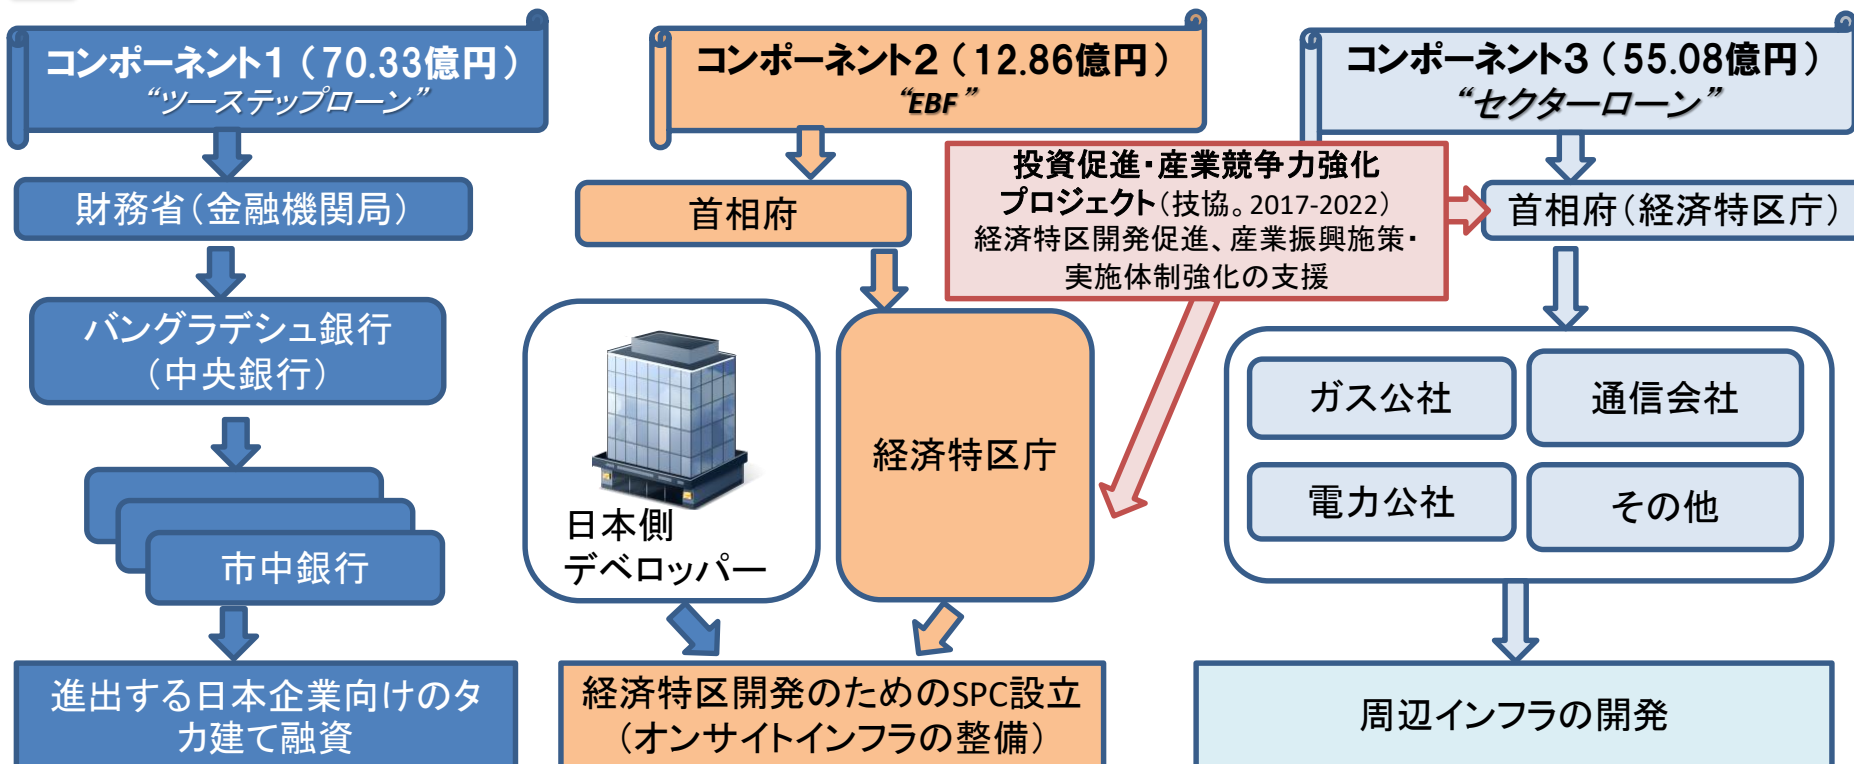 コンポーネント1(70.33億円)
“ツーステップローン”
財務省(金融機関局)
バングラデシュ銀行
(中央銀行)
市中銀行
進出する日本企業向けのタ
カ建て融資
コンポーネント2(12.86億円)
“EBF”
首相府
日本側
デベロッパー
経済特区庁
経済特区開発のためのSPC設立
(オンサイトインフラの整備)
投資促進・産業競争力強化
プロジェクト(技協。2017-2022)
経済特区開発促進、産業振興施策・
実施体制強化の支援
コンポーネント3(55.08億円)
“セクターローン”
首相府(経済特区庁)
ガス公社
通信会社
電力公社
その他
周辺インフラの開発